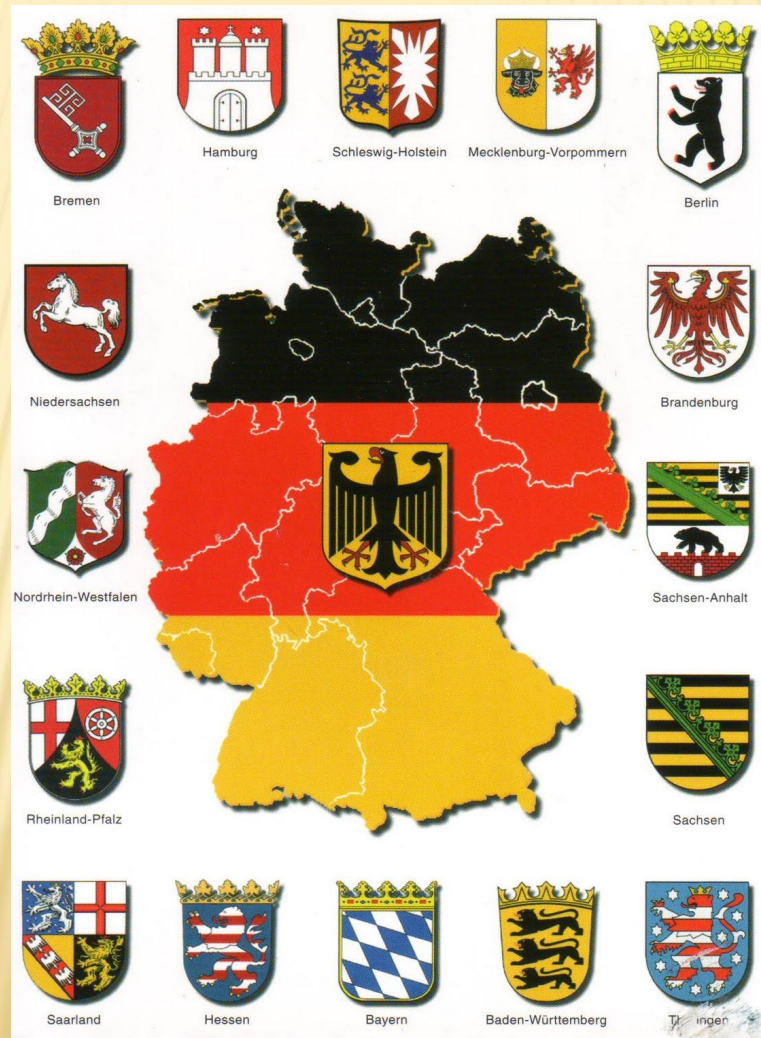 Hamburg
Schleswig-Holstein
Mecklenburg-Vorpommern
Bremen
Berlin
Niedersachsen
Brandenburg
Nordrhein-Westfalen
Sachsen-Anhalt
Rheinland-Pfalz
Sachsen
Saarland
Hessen
Bayern
Baden-Württemberg